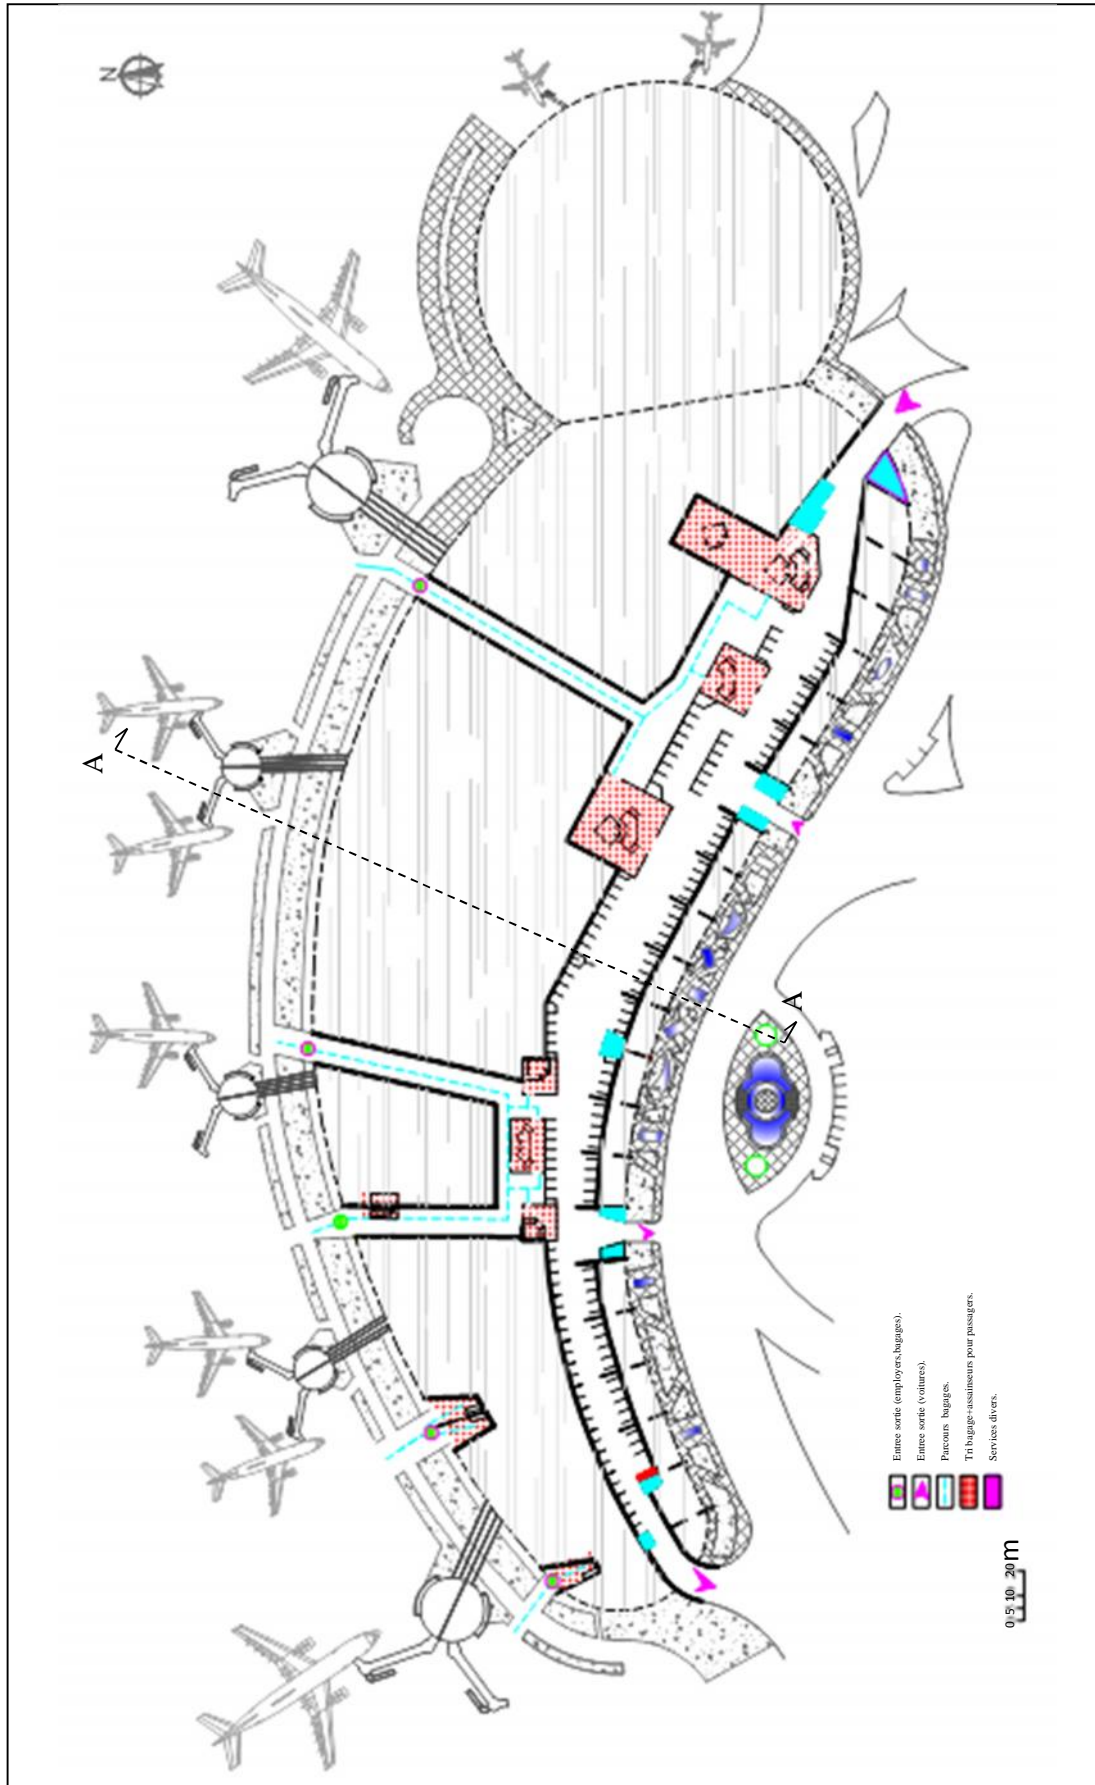 N
A
A
Entree sortie (employers,bagages).
Entree sortie (voitures).
Parcours bagages.
Tri bagage+assainseurs pour passagers.
Services divers.
0 5 10 20m